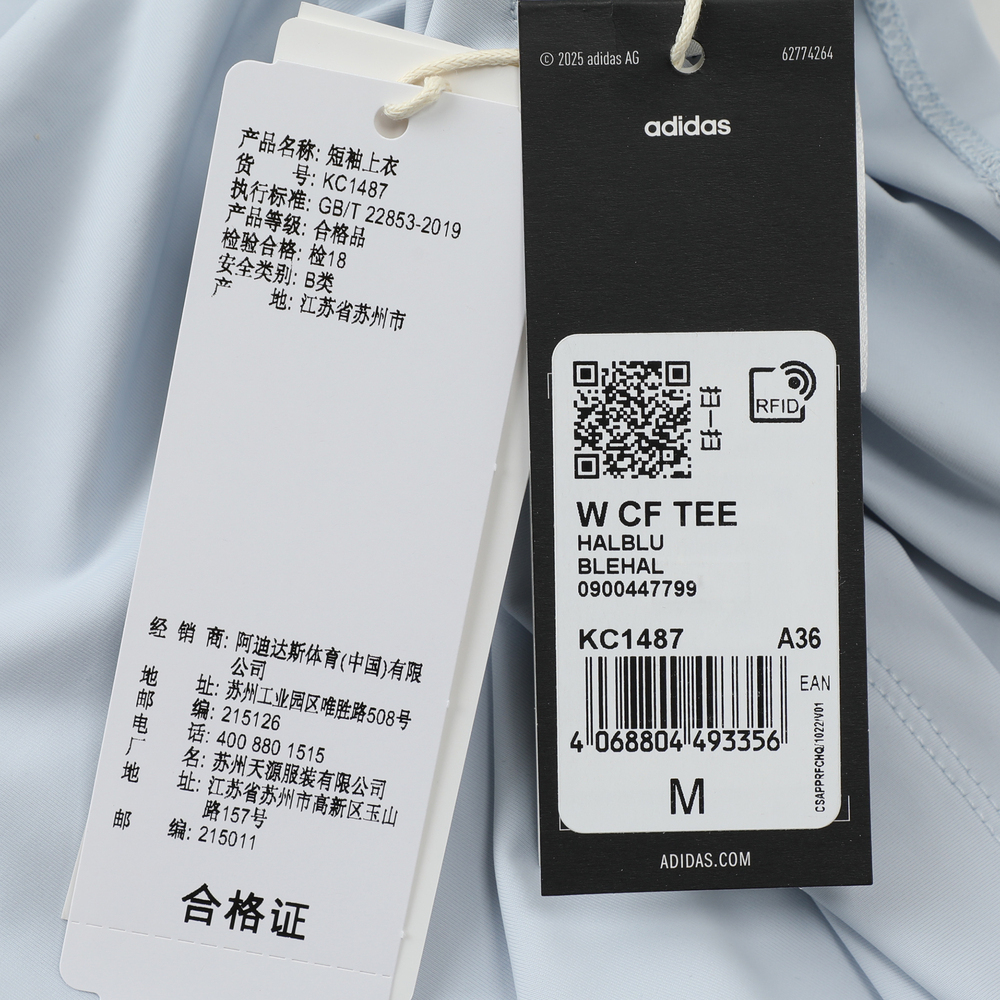 产品名称: 短袖上衣
货 号: KC1487
执行标准: GB/T 22853-2019
产品等级: 合格品
检验合格: 检18
安全类别: B类
产 地: 江苏省苏州市
经 销 商: 阿迪达斯体育(中国)有限
公司
地 址: 苏州工业园区唯胜路508号
邮 编: 215126
电 话: 400 880 1515
厂 名: 苏州天源服装有限公司
地 址: 江苏省苏州市高新区玉山
路157号
邮 编: 215011
合格证
© 2025 adidas AG 62774264
adidas
RFID
W CF TEE
HALBLU
BLEHAL
0900447799
KC1487 A36
EAN
4 068804 493356
CSAPPRFCHQ/1022/V01
M
ADIDAS.COM